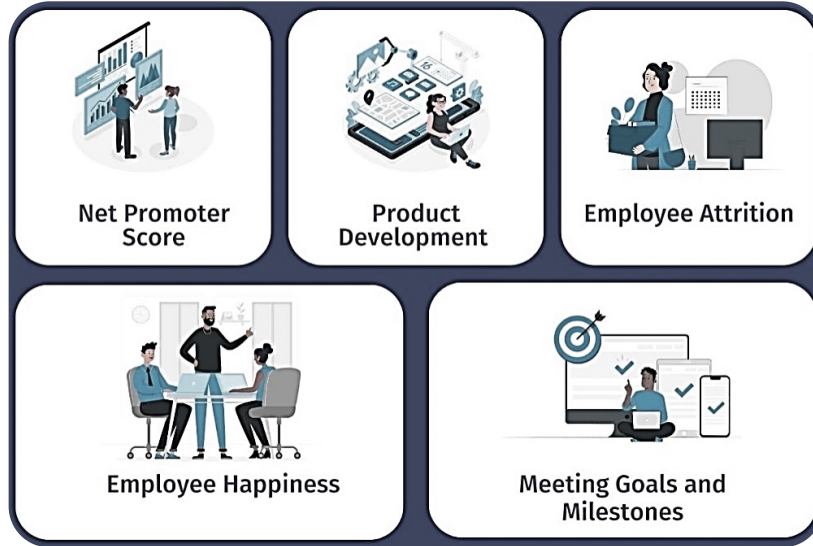 Net Promoter
Score
Product
Development
Employee Attrition
Employee Happiness
Meeting Goals and
Milestones